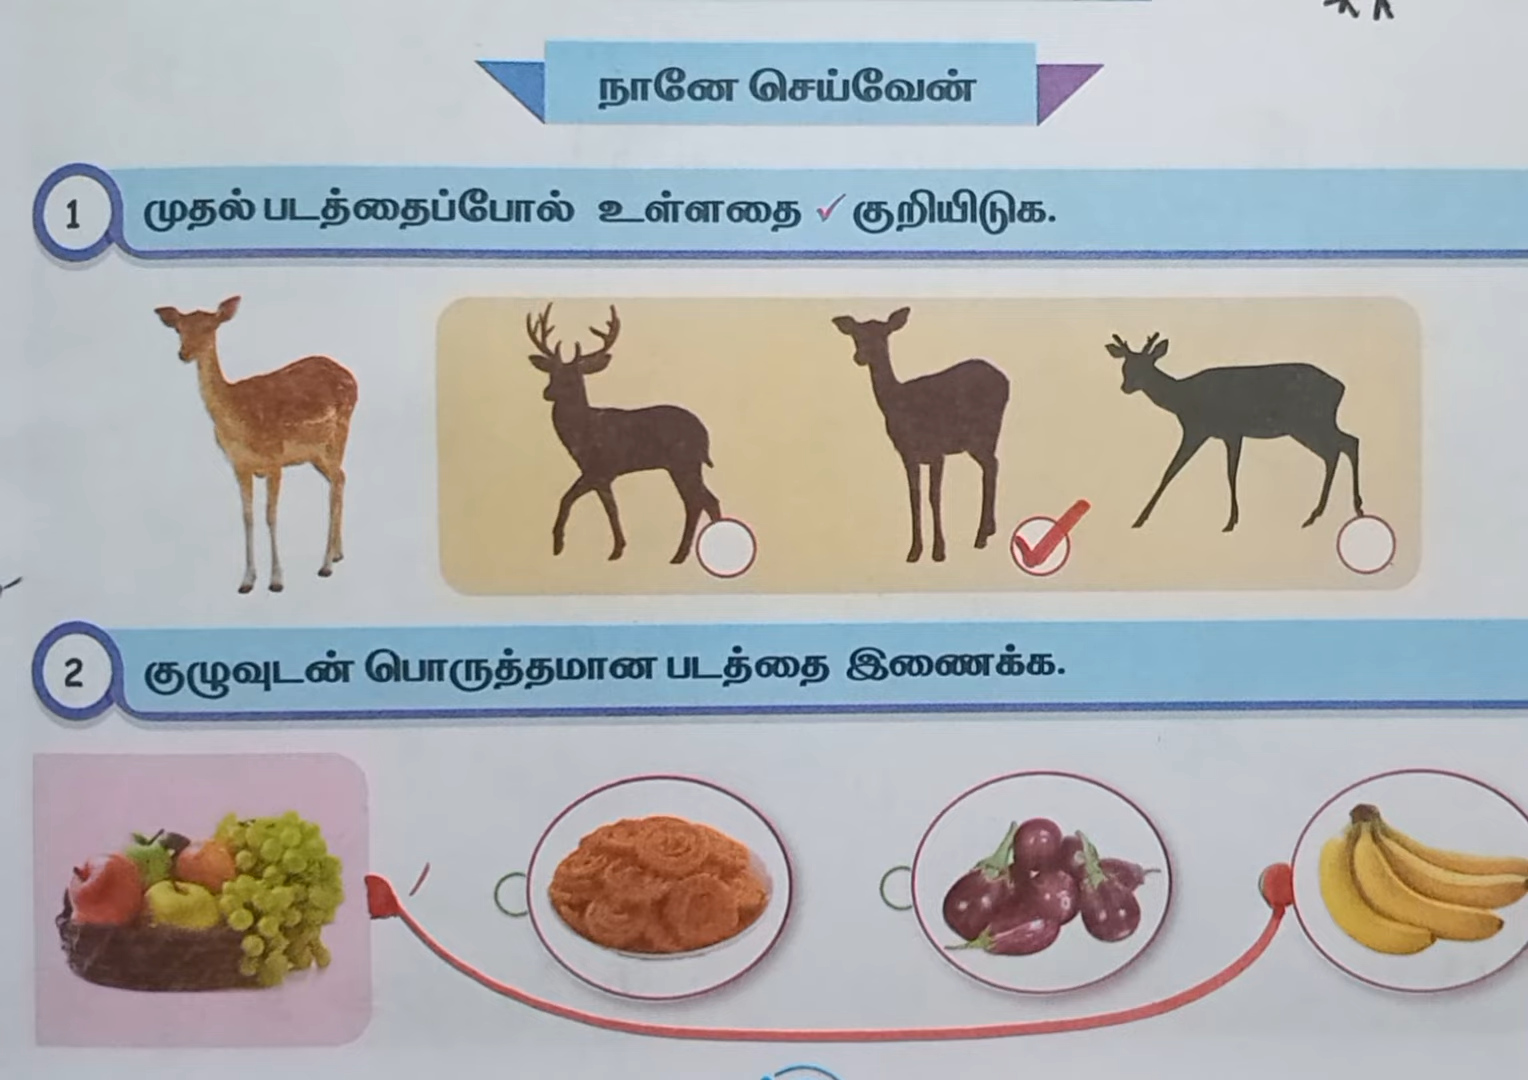 நானே செய்வேன்
1 முதல் படத்தைப்போல் உள்ளதை ✓ குறியிடுக.
2 குழுவுடன் பொருத்தமான படத்தை இணைக்க.